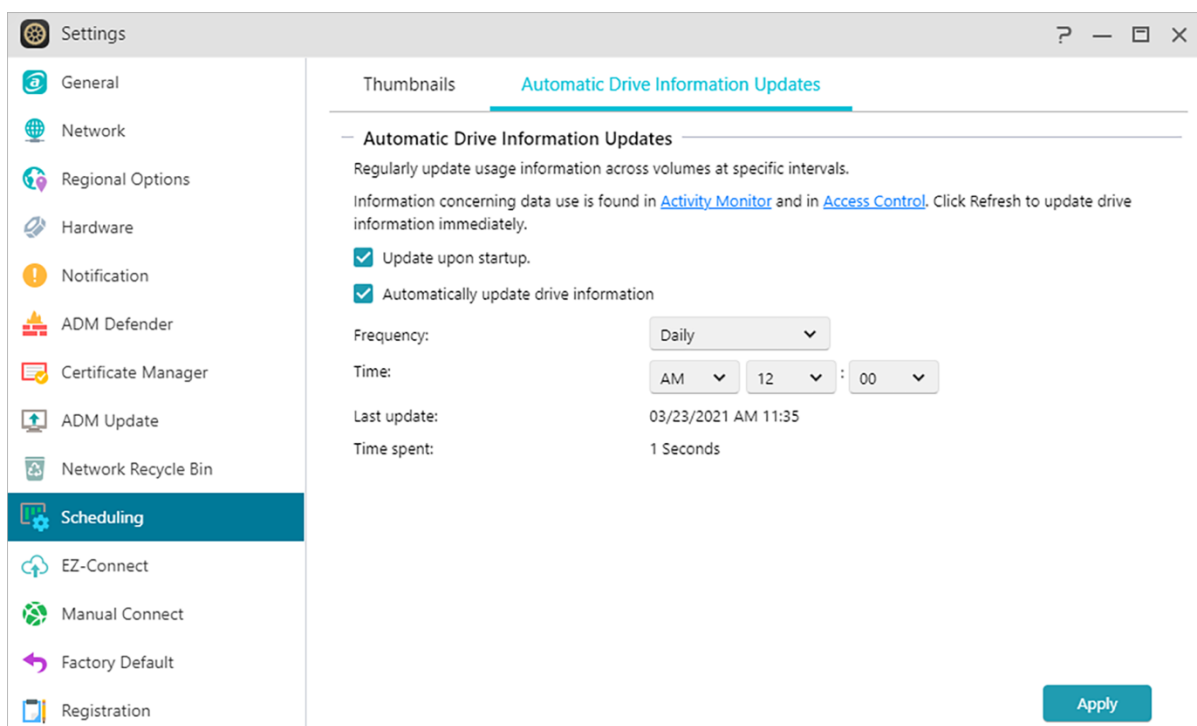 Settings
General
Network
Regional Options
Hardware
Notification
ADM Defender
Certificate Manager
ADM Update
Network Recycle Bin
Scheduling
EZ-Connect
Manual Connect
Factory Default
Registration
Thumbnails
Automatic Drive Information Updates
Automatic Drive Information Updates
Regularly update usage information across volumes at specific intervals.
Information concerning data use is found in Activity Monitor and in Access Control. Click Refresh to update drive
information immediately.
Update upon startup.
Automatically update drive information
Frequency: Daily
Time: AM 12 : 00
Last update: 03/23/2021 AM 11:35
Time spent: 1 Seconds
Apply